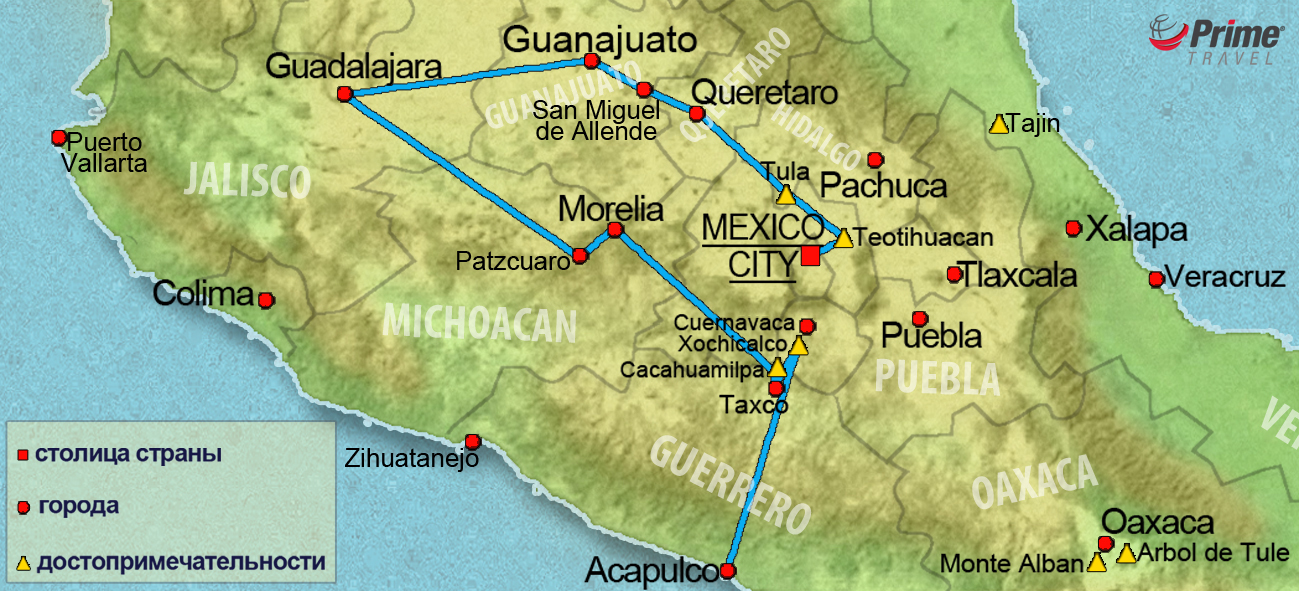 Prime
TRAVEL
Guanajuato
Guadalajara
GUANAJUATO
QUERETARO
San Miguel
de Allende
Queretaro
HIDALGO
Tajin
Puerto
Vallarta
JALISCO
Tula
Pachuca
Morelia
MEXICO
CITY
Teotihuacan
Xalapa
Patzcuaro
Tlaxcala
Veracruz
Colima
MICHOACAN
Cuernavaca
Xochicalco
Cacahuamilpa
Taxco
Puebla
PUEBLA
VE
столица страны
города
достопримечательности
Zihuatanejo
GUERRERO
OAXACA
Acapulco
Oaxaca
Monte Alban
Arbol de Tule